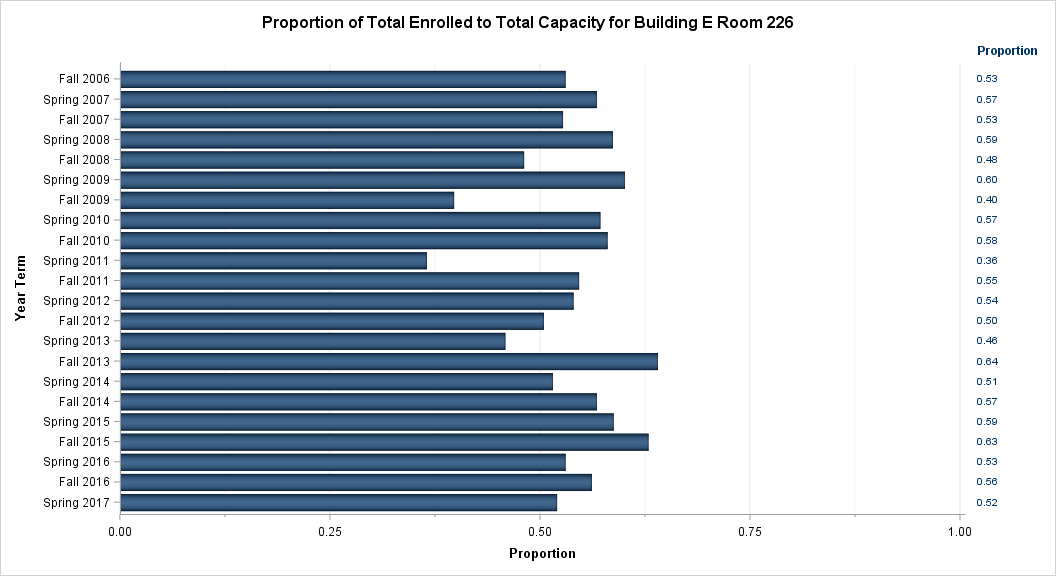 Proportion of Total Enrolled to Total Capacity for Building E Room 226
Proportion
Year Term
Fall 2006 0.53
Spring 2007 0.57
Fall 2007 0.53
Spring 2008 0.59
Fall 2008 0.48
Spring 2009 0.60
Fall 2009 0.40
Spring 2010 0.57
Fall 2010 0.58
Spring 2011 0.36
Fall 2011 0.55
Spring 2012 0.54
Fall 2012 0.50
Spring 2013 0.46
Fall 2013 0.64
Spring 2014 0.51
Fall 2014 0.57
Spring 2015 0.59
Fall 2015 0.63
Spring 2016 0.53
Fall 2016 0.56
Spring 2017 0.52
0.00 0.25 0.50 0.75 1.00
Proportion